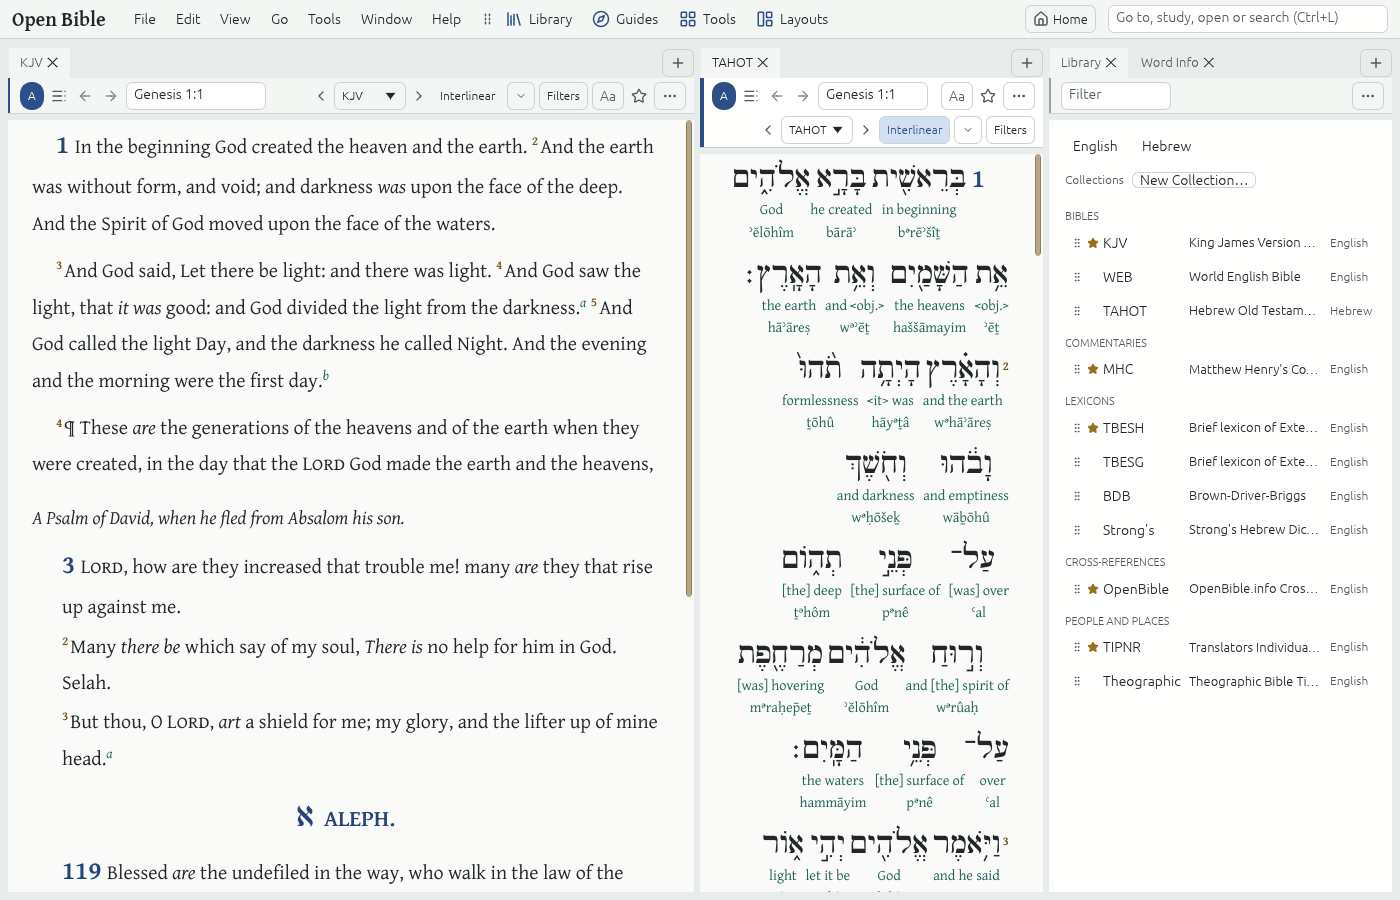 Open Bible File Edit View Go Tools Window Help Library Guides Tools Layouts Home Go to, study, open or search (Ctrl+L)
KJV
A Genesis 1:1 KJV Interlinear Filters Aa
1 In the beginning God created the heaven and the earth. 2 And the earth
was without form, and void; and darkness was upon the face of the deep.
And the Spirit of God moved upon the face of the waters.
3 And God said, Let there be light: and there was light. 4 And God saw the
light, that it was good: and God divided the light from the darkness.a 5 And
God called the light Day, and the darkness he called Night. And the evening
and the morning were the first day.b
4 ¶ These are the generations of the heavens and of the earth when they
were created, in the day that the LORD God made the earth and the heavens,
A Psalm of David, when he fled from Absalom his son.
3 LORD, how are they increased that trouble me! many are they that rise
up against me.
2 Many there be which say of my soul, There is no help for him in God.
Selah.
3 But thou, O LORD, art a shield for me; my glory, and the lifter up of mine
head.a
א ALEPH.
119 Blessed are the undefiled in the way, who walk in the law of the
TAHOT
A Genesis 1:1 Aa
TAHOT Interlinear Filters
1 בְּרֵאשִׁ֖ית בָּרָ֣א אֱלֹהִ֑ים
God he created in beginning
ʾĕlōhîm bārāʾ bᵊrēʾšîṯ
אֵ֥ת הַשָּׁמַ֖יִם וְאֵ֥ת הָאָֽרֶץ׃
the earth and <obj.> the heavens <obj.>
hāʾāreṣ wᵊʾēṯ haššāmayim ʾēṯ
2 וְהָאָ֗רֶץ הָיְתָ֥ה תֹ֙הוּ֙
formlessness <it> was and the earth
ṯōhû hāyᵊṯâ wᵊhāʾāreṣ
וָבֹ֔הוּ וְחֹ֖שֶׁךְ
and darkness and emptiness
wᵊḥōšeḵ wāḇōhû
עַל־ פְּנֵ֣י תְה֑וֹם
[the] deep [the] surface of [was] over
ṯᵊhôm pᵊnê ʿal
וְר֣וּחַ אֱלֹהִ֔ים מְרַחֶ֖פֶת
[was] hovering God and [the] spirit of
mᵊraḥep̄eṯ ʾĕlōhîm wᵊrûaḥ
עַל־ פְּנֵ֥י הַמָּֽיִם׃
the waters [the] surface of over
hammāyim pᵊnê ʿal
3 וַיֹּ֥אמֶר אֱלֹהִ֖ים יְהִ֣י א֑וֹר
light let it be God and he said
Library Word Info
Filter
English Hebrew
Collections New Collection...
BIBLES
KJV King James Version ... English
WEB World English Bible English
TAHOT Hebrew Old Testam... Hebrew
COMMENTARIES
MHC Matthew Henry's Co... English
LEXICONS
TBESH Brief lexicon of Exte... English
TBESG Brief lexicon of Exte... English
BDB Brown-Driver-Briggs English
Strong's Strong's Hebrew Dic... English
CROSS-REFERENCES
OpenBible OpenBible.info Cros... English
PEOPLE AND PLACES
TIPNR Translators Individua... English
Theographic Theographic Bible Ti... English